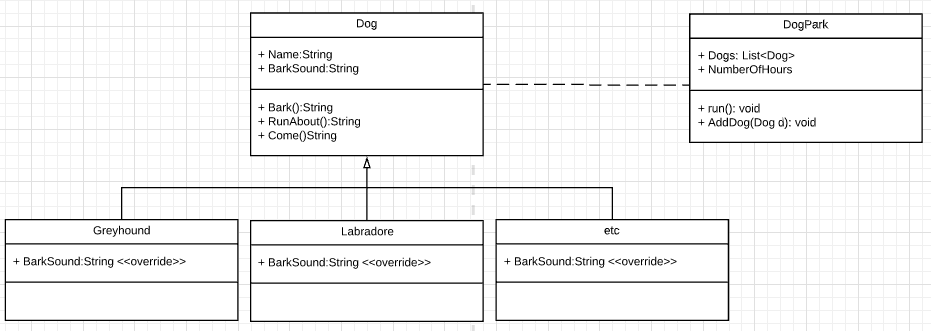 Dog
+ Name:String
+ BarkSound:String
+ Bark():String
+ RunAbout():String
+ Come()String
DogPark
+ Dogs: List<Dog>
+ NumberOfHours
+ run(): void
+ AddDog(Dog d): void
Greyhound
+ BarkSound:String <<override>>
Labradore
+ BarkSound:String <<override>>
etc
+ BarkSound:String <<override>>